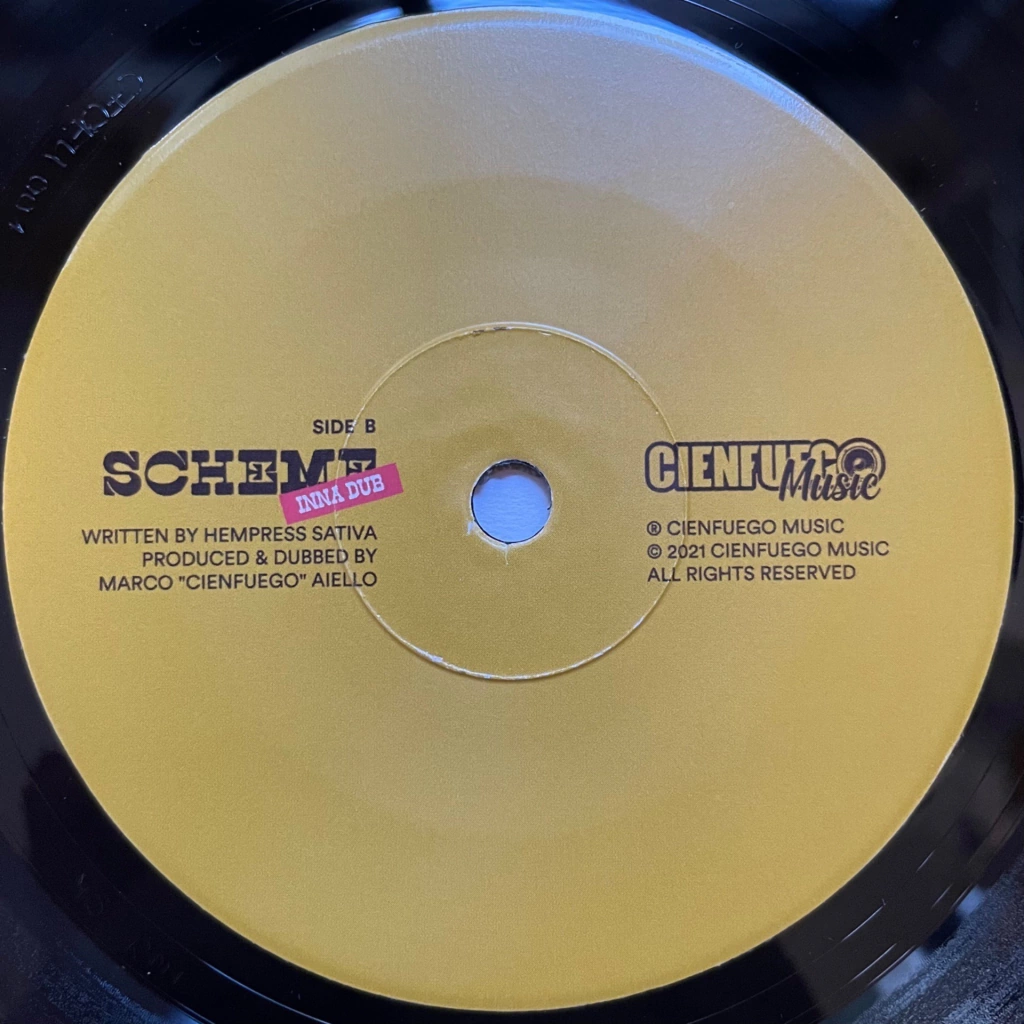 SIDE B
SCHEME
INNA DUB
WRITTEN BY HEMPRESS SATIVA
PRODUCED & DUBBED BY
MARCO "CIENFUEGO" AIELLO
CIENFUEGO
Music
® CIENFUEGO MUSIC
© 2021 CIENFUEGO MUSIC
ALL RIGHTS RESERVED